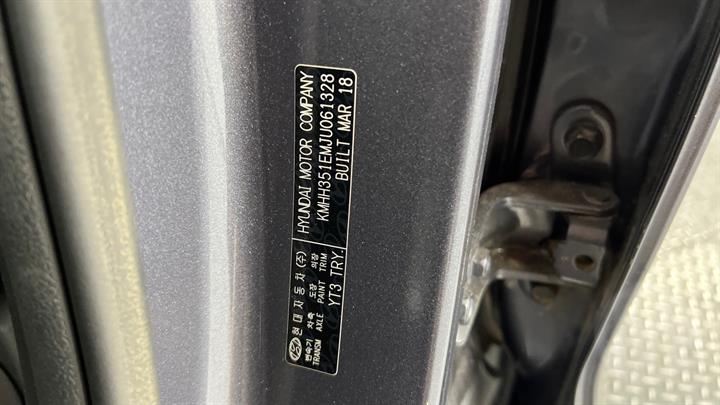 현대자동차(주) HYUNDAI MOTOR COMPANY
변속기 차축 도장 의장 KMHH351EMJU061328
TRANSM AXLE PAINT TRIM BUILT MAR 18
YT3 TRY